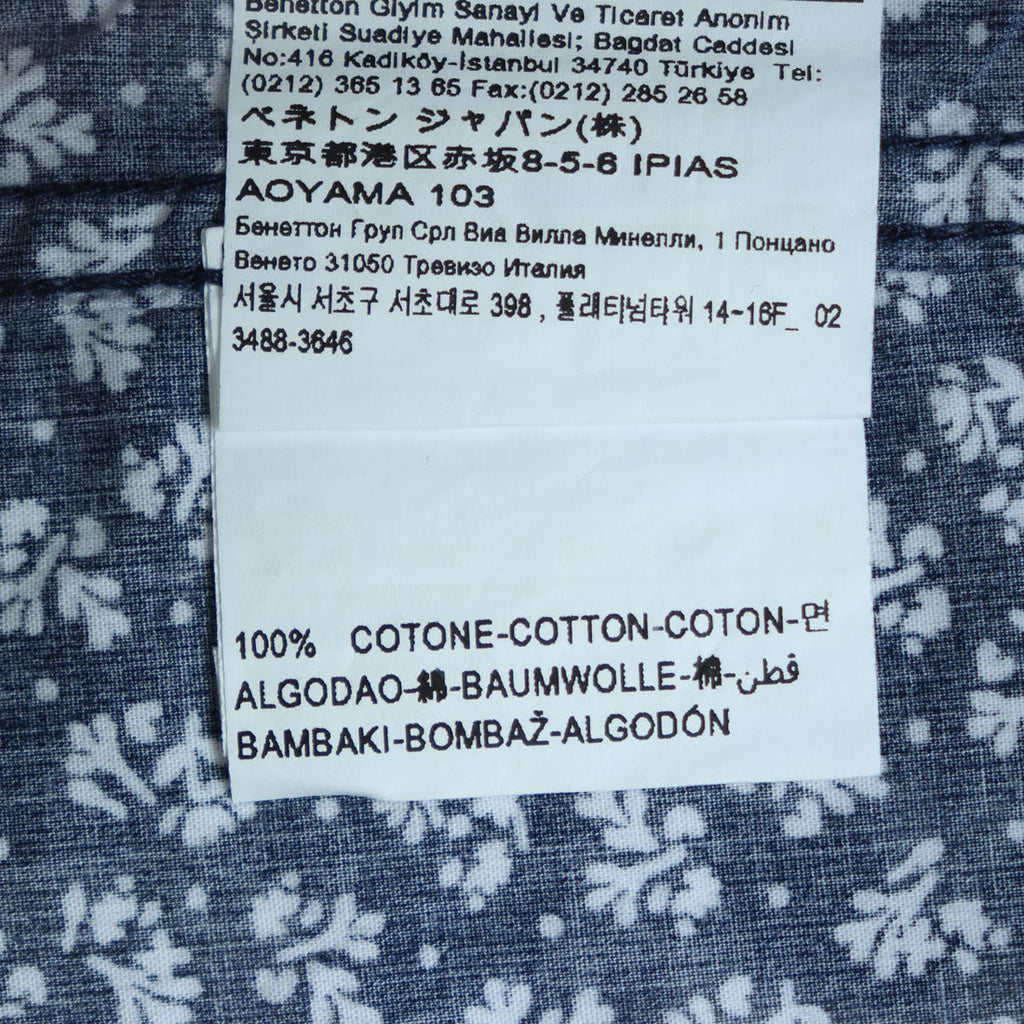 Benetton Giyim Sanayi Ve Ticaret Anonim
Şirketi Suadiye Mahallesi; Bagdat Caddesi
No:416 Kadiköy-İstanbul 34740 Türkiye Tel:
(0212) 365 13 65 Fax:(0212) 285 26 58
ベネトン ジャパン(株)
東京都港区赤坂8-5-6 IPIAS
AOYAMA 103
Бенеттон Груп Срл Виа Вилла Минелли, 1 Понцано
Венето 31050 Тревизо Италия
서울시 서초구 서초대로 398 , 플래티넘타워 14~16F_ 02
3488-3646
100% COTONE-COTTON-COTON-면
ALGODAO-綿-BAUMWOLLE-棉-قطن
BAMBAKI-BOMBAŽ-ALGODÓN